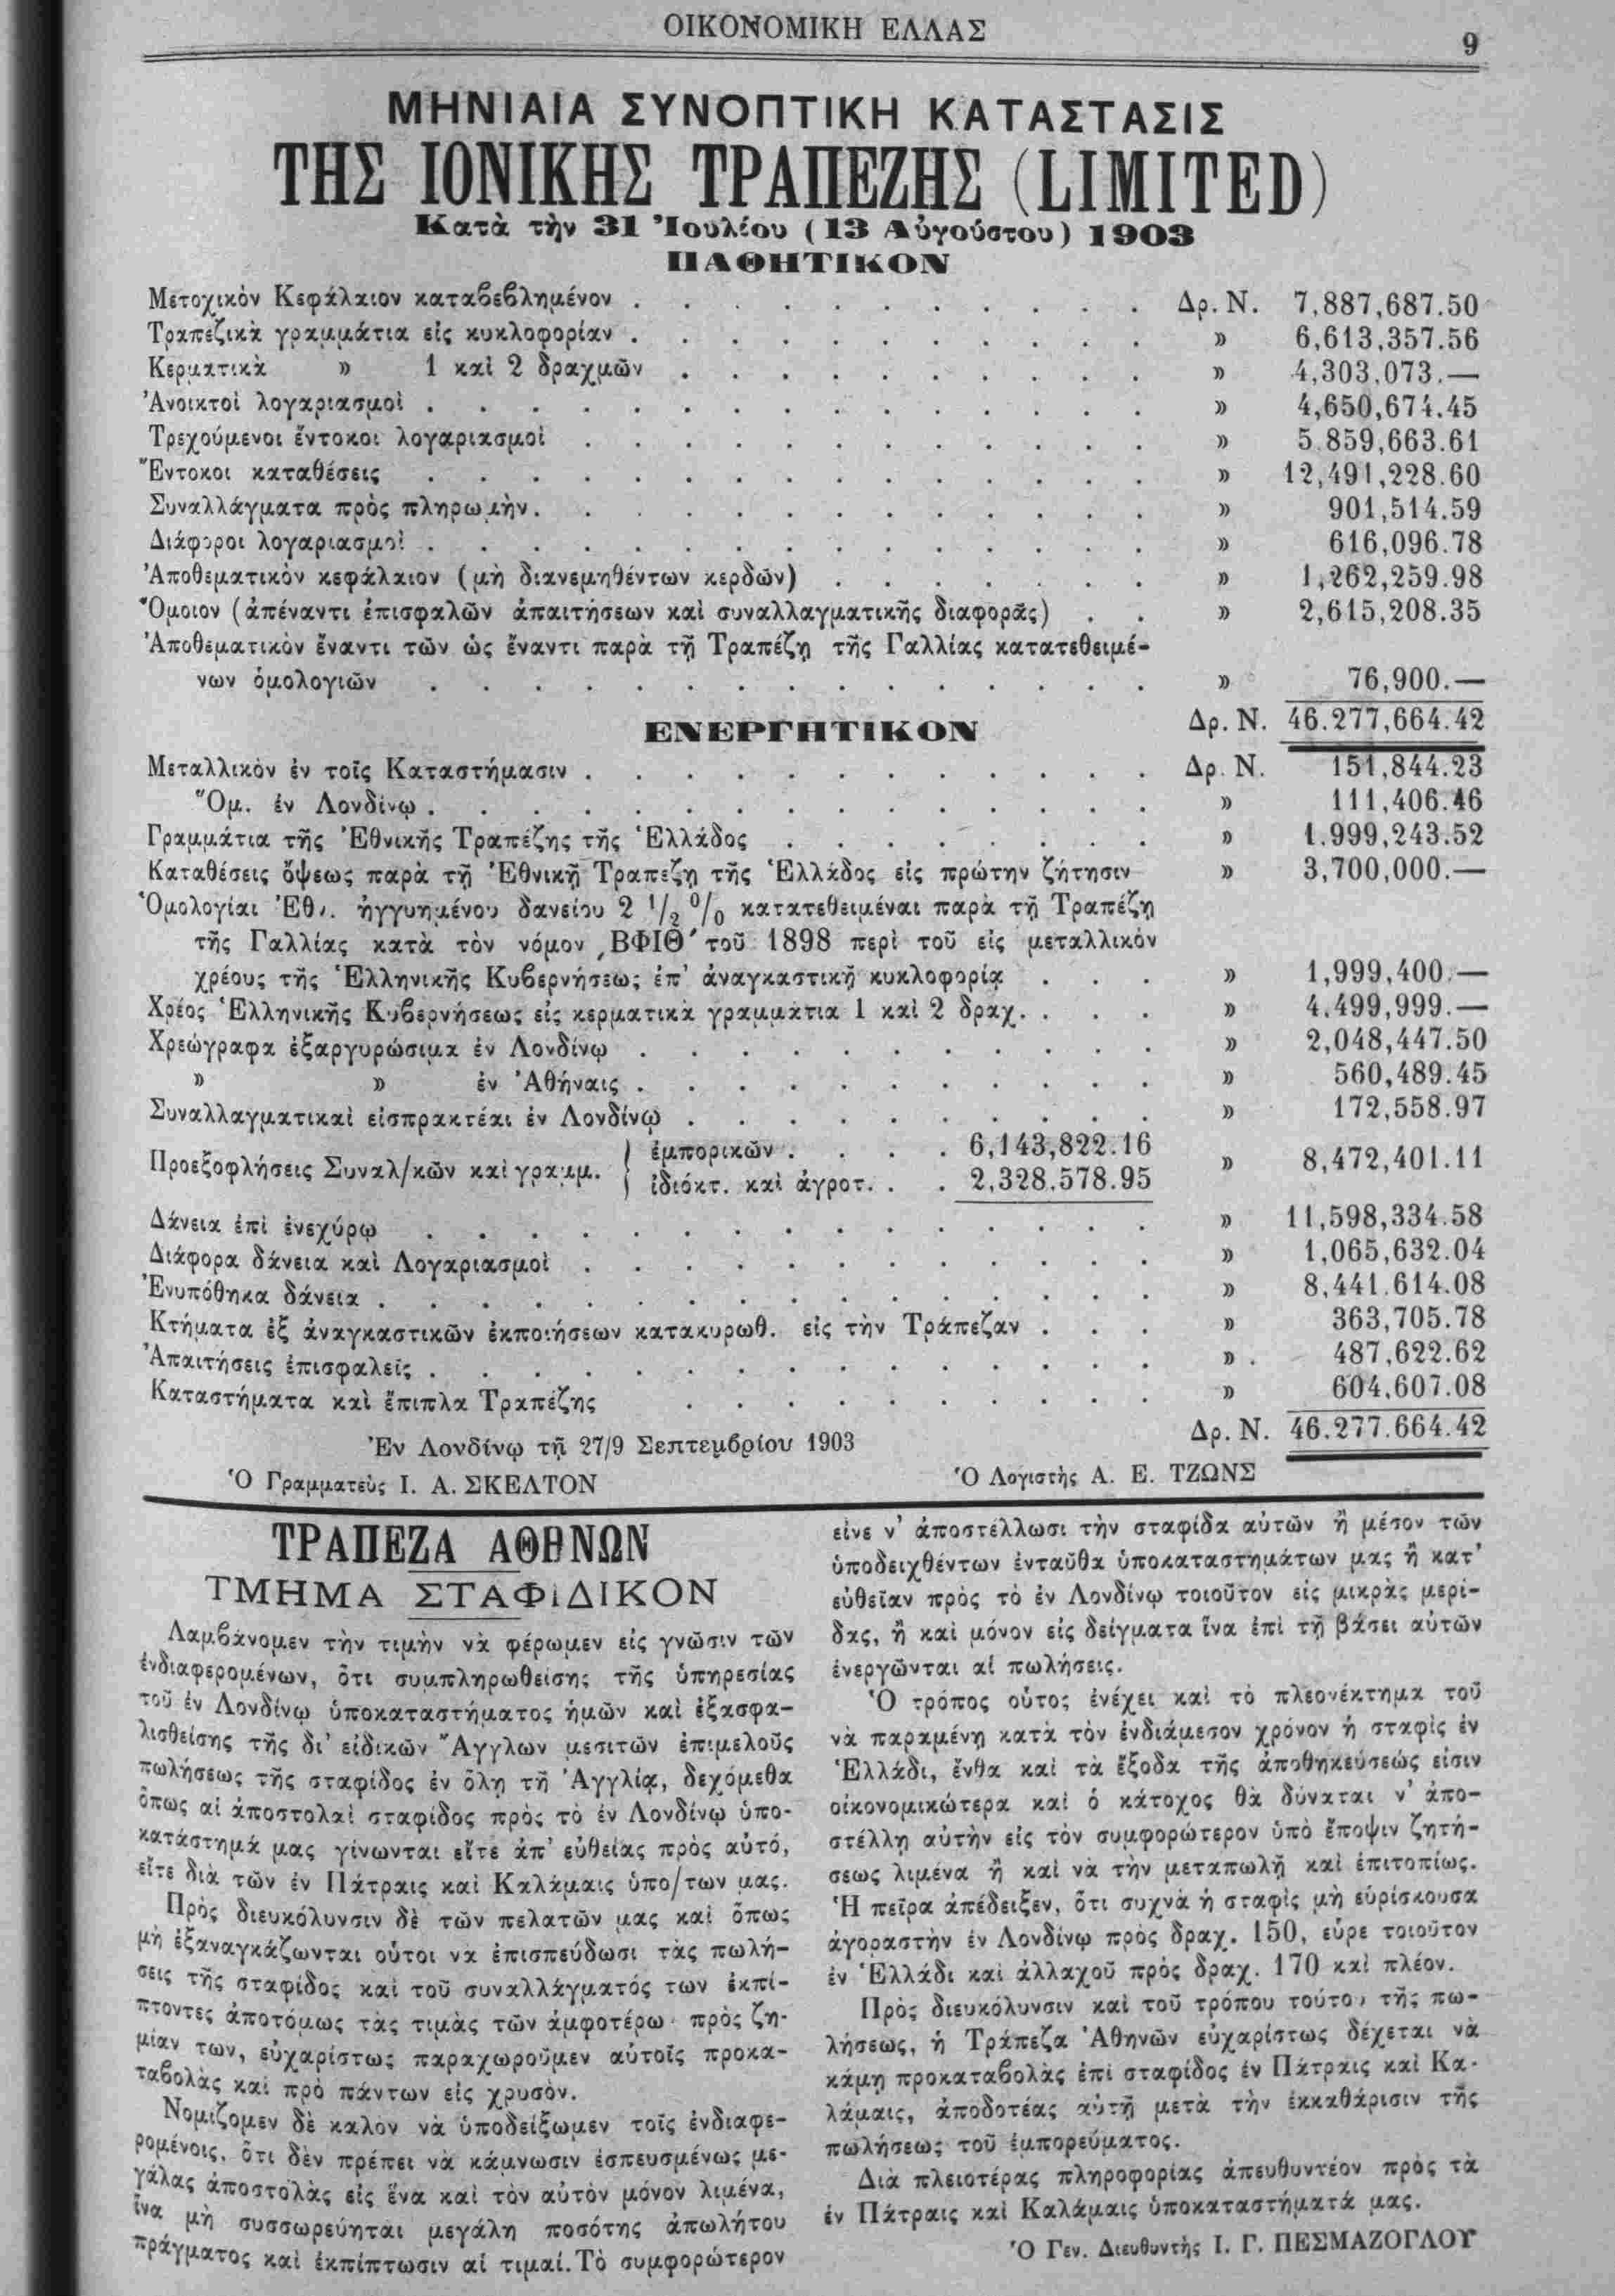 ΟΙΚΟΝΟΜΙΚΗ ΕΛΛΑΣ
9
ΜΗΝΙΑΙΑ ΣΥΝΟΠΤΙΚΗ ΚΑΤΑΣΤΑΣΙΣ
ΤΗΣ ΙΟΝΙΚΗΣ ΤΡΑΠΕΖΗΣ (LIMITED)
Κατὰ τὴν 31 Ἰουλίου (13 Αὐγούστου) 1903
ΠΑΘΗΤΙΚΟΝ
Μετοχικὸν Κεφάλαιον καταβεβλημένον . . . . . . . . . . . Δρ. Ν. 7,887,687.50
Τραπεζικὰ γραμμάτια εἰς κυκλοφορίαν . . . . . . . . . . . » 6,613,357.56
Κερματικὰ » 1 καὶ 2 δραχμῶν . . . . . . . . . . » 4,303,073.—
Ἀνοικτοὶ λογαριασμοὶ . . . . . . . . . . . . . . . » 4,650,674.45
Τρεχούμενοι ἔντοκοι λογαριασμοὶ . . . . . . . . . . . . » 5.859,663.61
Ἔντοκοι καταθέσεις . . . . . . . . . . . . . . . » 12,491,228.60
Συναλλάγματα πρὸς πληρωμὴν. . . . . . . . . . . . . » 901,514.59
Διάφοροι λογαριασμοὶ . . . . . . . . . . . . . . . » 616,096.78
Ἀποθεματικὸν κεφάλαιον (μὴ διανεμηθέντων κερδῶν) . . . . . . . » 1,262,259.98
Ὅμοιον (ἀπέναντι ἐπισφαλῶν ἀπαιτήσεων καὶ συναλλαγματικῆς διαφορᾶς) . . » 2,615,208.35
Ἀποθεματικὸν ἔναντι τῶν ὡς ἔναντι παρὰ τῇ Τραπέζῃ τῆς Γαλλίας κατατεθειμέ-
νων ὁμολογιῶν . . . . . . . . . . . . . . . » 76,900.—
Δρ. Ν. 46.277,664.42
ΕΝΕΡΓΗΤΙΚΟΝ
Μεταλλικὸν ἐν τοῖς Καταστήμασιν . . . . . . . . . . . . Δρ. Ν. 151,844.23
Ὅμ. ἐν Λονδίνῳ . . . . . . . . . . . . . . . » 111,406.46
Γραμμάτια τῆς Ἐθνικῆς Τραπέζης τῆς Ἑλλάδος . . . . . . . . » 1.999,243.52
Καταθέσεις ὄψεως παρὰ τῇ Ἐθνικῇ Τραπέζῃ τῆς Ἑλλάδος εἰς πρώτην ζήτησιν » 3,700,000.—
Ὁμολογίαι Ἐθν. ἠγγυημένου δανείου 2 1/2 0/0 κατατεθειμέναι παρὰ τῇ Τραπέζῃ
τῆς Γαλλίας κατὰ τὸν νόμον ͵ΒΦΙΘʹ τοῦ 1898 περὶ τοῦ εἰς μεταλλικὸν
χρέους τῆς Ἑλληνικῆς Κυβερνήσεως ἐπ' ἀναγκαστικῇ κυκλοφορίᾳ . . . » 1,999,400.—
Χρέος Ἑλληνικῆς Κυβερνήσεως εἰς κερματικὰ γραμμάτια 1 καὶ 2 δραχ. . . . » 4.499,999.—
Χρεώγραφα ἐξαργυρώσιμα ἐν Λονδίνῳ . . . . . . . . . . . » 2,048,447.50
» » ἐν Ἀθήναις . . . . . . . . . . . » 560,489.45
Συναλλαγματικαὶ εἰσπρακτέαι ἐν Λονδίνῳ . . . . . . . . . . » 172,558.97
Προεξοφλήσεις Συναλ/κῶν καὶ γραμμ. { ἐμπορικῶν . . . . 6,143,822.16
ἰδιόκτ. καὶ ἀγροτ. . . 2,328.578.95 » 8,472,401.11
Δάνεια ἐπὶ ἐνεχύρῳ . . . . . . . . . . . . . . . » 11,598,334.58
Διάφορα δάνεια καὶ Λογαριασμοὶ . . . . . . . . . . . . » 1,065,632.04
Ἐνυπόθηκα δάνεια . . . . . . . . . . . . . . . . » 8,441.614.08
Κτήματα ἐξ ἀναγκαστικῶν ἐκποιήσεων κατακυρωθ. εἰς τὴν Τράπεζαν . . . » 363,705.78
Ἀπαιτήσεις ἐπισφαλεῖς . . . . . . . . . . . . . . . » 487,622.62
Καταστήματα καὶ ἔπιπλα Τραπέζης . . . . . . . . . . » 604,607.08
Δρ. Ν. 46.277.664.42
Ἐν Λονδίνῳ τῇ 27/9 Σεπτεμβρίου 1903
Ὁ Γραμματεὺς Ι. Α. ΣΚΕΛΤΟΝ
Ὁ Λογιστὴς Α. Ε. ΤΖΩΝΣ
ΤΡΑΠΕΖΑ ΑΘΗΝΩΝ
ΤΜΗΜΑ ΣΤΑΦΙΔΙΚΟΝ
Λαμβάνομεν τὴν τιμὴν νὰ φέρωμεν εἰς γνῶσιν τῶν
ἐνδιαφερομένων, ὅτι συμπληρωθείσης τῆς ὑπηρεσίας
τοῦ ἐν Λονδίνῳ ὑποκαταστήματος ἡμῶν καὶ ἐξασφα-
λισθείσης τῆς δι' εἰδικῶν Ἄγγλων μεσιτῶν ἐπιμελοῦς
πωλήσεως τῆς σταφίδος ἐν ὅλῃ τῇ Ἀγγλίᾳ, δεχόμεθα
ὅπως αἱ ἀποστολαὶ σταφίδος πρὸς τὸ ἐν Λονδίνῳ ὑπο-
κατάστημά μας γίνωνται εἴτε ἀπ' εὐθείας πρὸς αὐτό,
εἴτε διὰ τῶν ἐν Πάτραις καὶ Καλάμαις ὑπο/των μας.
Πρὸς διευκόλυνσιν δὲ τῶν πελατῶν μας καὶ ὅπως
μὴ ἐξαναγκάζωνται οὗτοι νὰ ἐπισπεύδωσι τὰς πωλή-
σεις τῆς σταφίδος καὶ τοῦ συναλλάγματός των ἐκπί-
πτοντες ἀποτόμως τὰς τιμὰς τῶν ἀμφοτέρω πρὸς ζη-
μίαν των, εὐχαρίστως παραχωροῦμεν αὐτοῖς προκα-
ταβολὰς καὶ πρὸ πάντων εἰς χρυσόν.
Νομίζομεν δὲ καλὸν νὰ ὑποδείξωμεν τοῖς ἐνδιαφε-
ρομένοις, ὅτι δὲν πρέπει νὰ κάμνωσιν ἐσπευσμένως με-
γάλας ἀποστολὰς εἰς ἕνα καὶ τὸν αὐτὸν μόνον λιμένα,
ἵνα μὴ συσσωρεύηται μεγάλη ποσότης ἀπωλήτου
πράγματος καὶ ἐκπίπτωσιν αἱ τιμαί. Τὸ συμφορώτερον
εἶνε ν' ἀποστέλλωσι τὴν σταφίδα αὐτῶν ἢ μέσον τῶν
ὑποδειχθέντων ἐνταῦθα ὑποκαταστημάτων μας ἢ κατ'
εὐθεῖαν πρὸς τὸ ἐν Λονδίνῳ τοιοῦτον εἰς μικρὰς μερί-
δας, ἢ καὶ μόνον εἰς δείγματα ἵνα ἐπὶ τῇ βάσει αὐτῶν
ἐνεργῶνται αἱ πωλήσεις.
Ὁ τρόπος οὗτος ἐνέχει καὶ τὸ πλεονέκτημα τοῦ
νὰ παραμένῃ κατὰ τὸν ἐνδιάμεσον χρόνον ἡ σταφὶς ἐν
Ἑλλάδι, ἔνθα καὶ τὰ ἔξοδα τῆς ἀποθηκεύσεώς εἰσιν
οἰκονομικώτερα καὶ ὁ κάτοχος θὰ δύναται ν' ἀπο-
στέλλῃ αὐτὴν εἰς τὸν συμφορώτερον ὑπὸ ἔποψιν ζητή-
σεως λιμένα ἢ καὶ νὰ τὴν μεταπωλῇ καὶ ἐπιτοπίως.
Ἡ πεῖρα ἀπέδειξεν, ὅτι συχνὰ ἡ σταφὶς μὴ εὑρίσκουσα
ἀγοραστὴν ἐν Λονδίνῳ πρὸς δραχ. 150, εὗρε τοιοῦτον
ἐν Ἑλλάδι καὶ ἀλλαχοῦ πρὸς δραχ. 170 καὶ πλέον.
Πρὸς διευκόλυνσιν καὶ τοῦ τρόπου τούτου τῆς πω-
λήσεως, ἡ Τράπεζα Ἀθηνῶν εὐχαρίστως δέχεται νὰ
κάμῃ προκαταβολὰς ἐπὶ σταφίδος ἐν Πάτραις καὶ Κα-
λάμαις, ἀποδοτέας αὐτῇ μετὰ τὴν ἐκκαθάρισιν τῆς
πωλήσεως τοῦ ἐμπορεύματος.
Διὰ πλειοτέρας πληροφορίας ἀπευθυντέον πρὸς τὰ
ἐν Πάτραις καὶ Καλάμαις ὑποκαταστήματά μας.
Ὁ Γεν. Διευθυντὴς Ι. Γ. ΠΕΣΜΑΖΟΓΛΟΥ